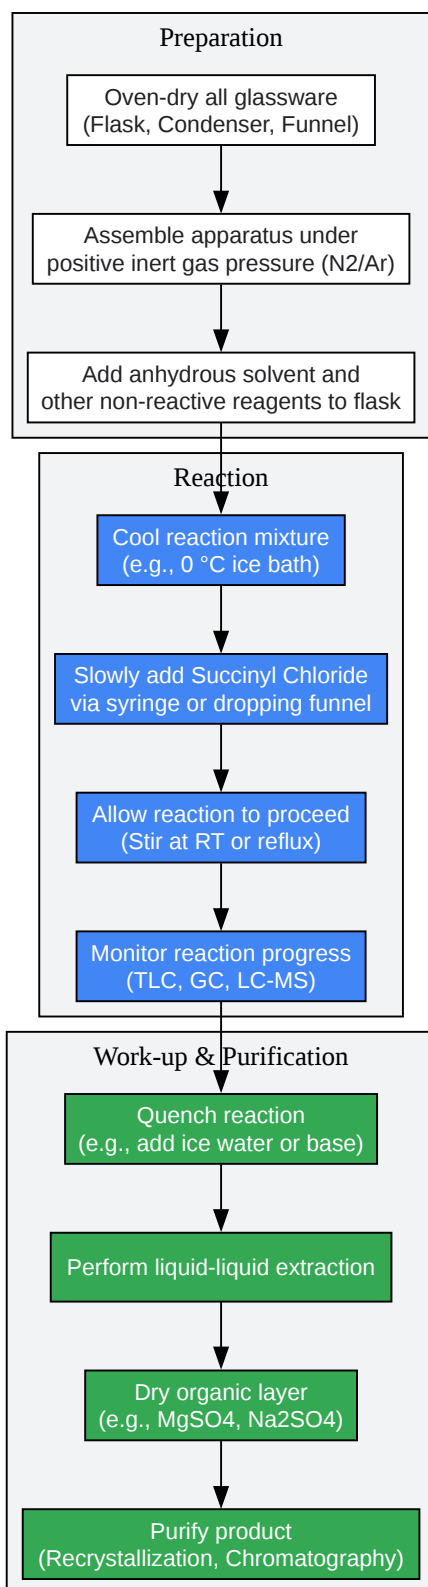 Preparation
Oven-dry all glassware
(Flask, Condenser, Funnel)
Assemble apparatus under
positive inert gas pressure (N2/Ar)
Add anhydrous solvent and
other non-reactive reagents to flask
Reaction
Cool reaction mixture
(e.g., 0 °C ice bath)
Slowly add Succinyl Chloride
via syringe or dropping funnel
Allow reaction to proceed
(Stir at RT or reflux)
Monitor reaction progress
(TLC, GC, LC-MS)
Work-up & Purification
Quench reaction
(e.g., add ice water or base)
Perform liquid-liquid extraction
Dry organic layer
(e.g., MgSO4, Na2SO4)
Purify product
(Recrystallization, Chromatography)